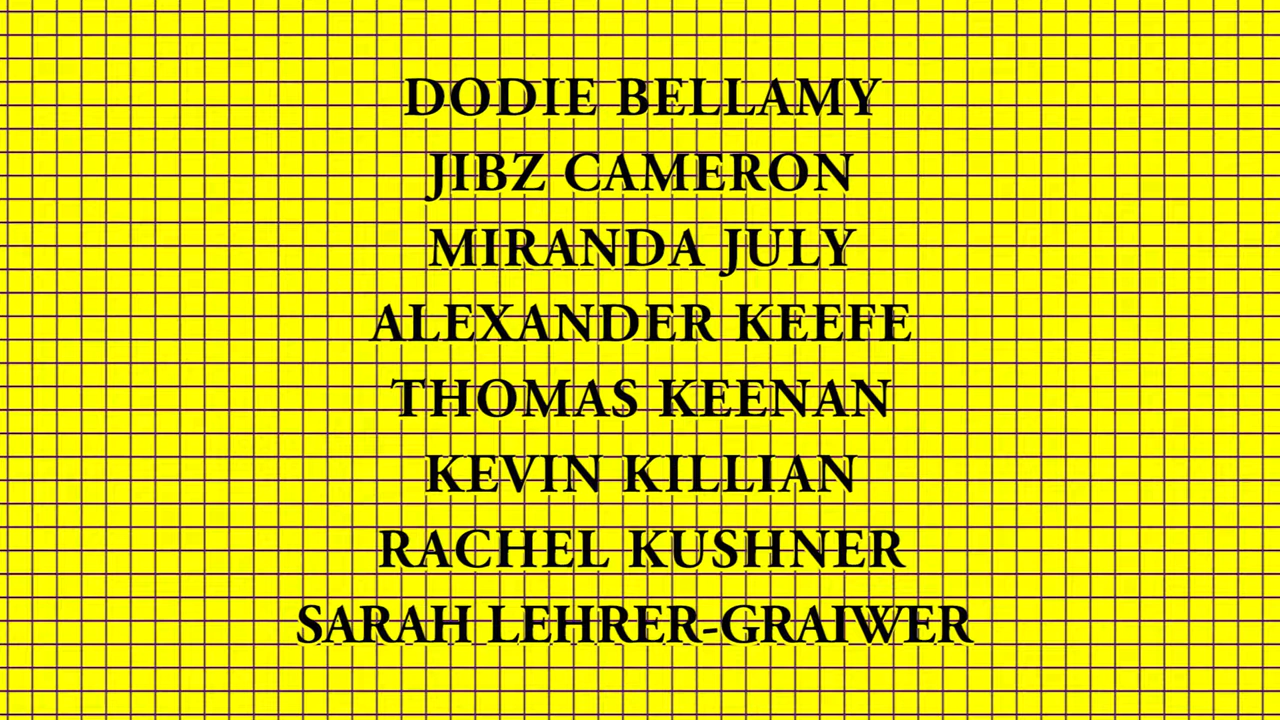 DODIE BELLAMY
JIBZ CAMERON
MIRANDA JULY
ALEXANDER KEEFE
THOMAS KEENAN
KEVIN KILLIAN
RACHEL KUSHNER
SARAH LEHRER-GRAIWER